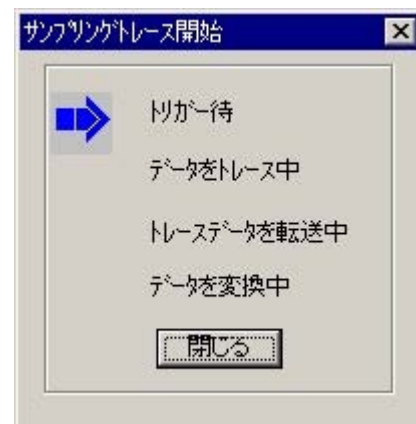 ｻﾝﾌﾟﾘﾝｸﾞﾄﾚｰｽ開始
ﾄﾘｶﾞｰ待
ﾃﾞｰﾀをﾄﾚｰｽ中
ﾄﾚｰｽﾃﾞｰﾀを転送中
ﾃﾞｰﾀを変換中
閉じる